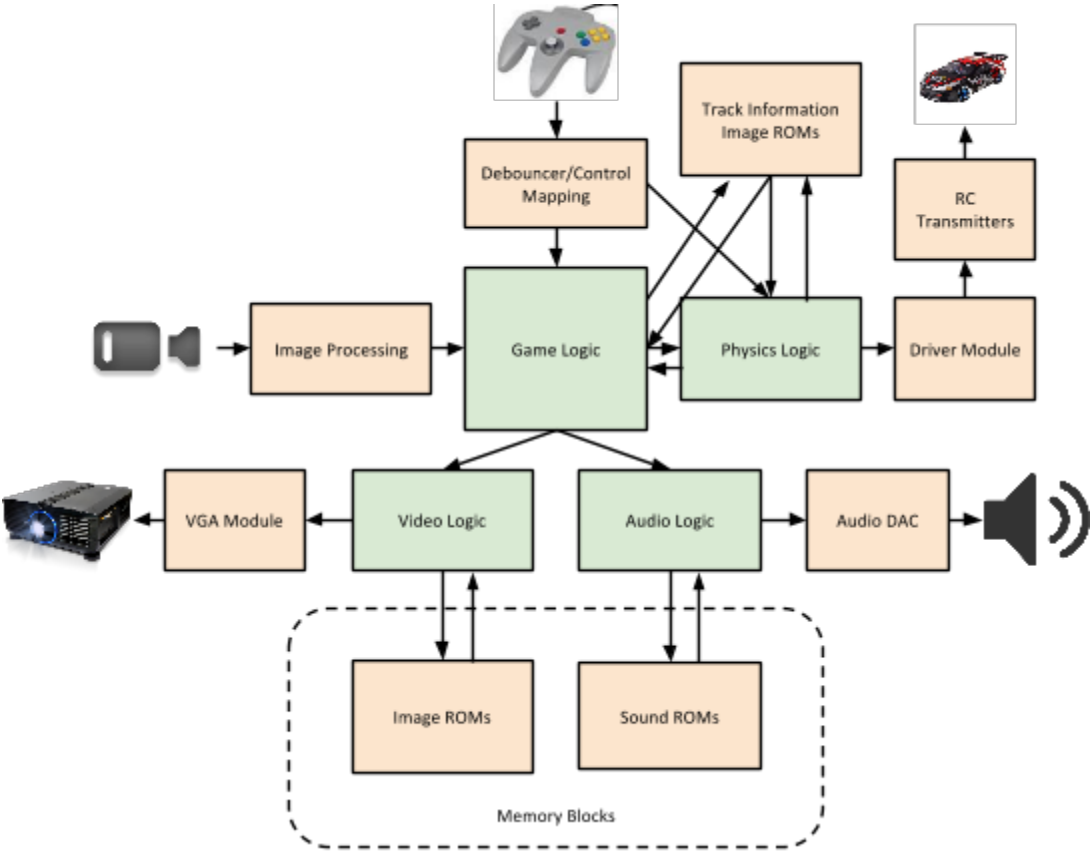 Track Information
Image ROMs
Debouncer/Control
Mapping
RC
Transmitters
Image Processing
Game Logic
Physics Logic
Driver Module
VGA Module
Video Logic
Audio Logic
Audio DAC
Image ROMs
Sound ROMs
Memory Blocks